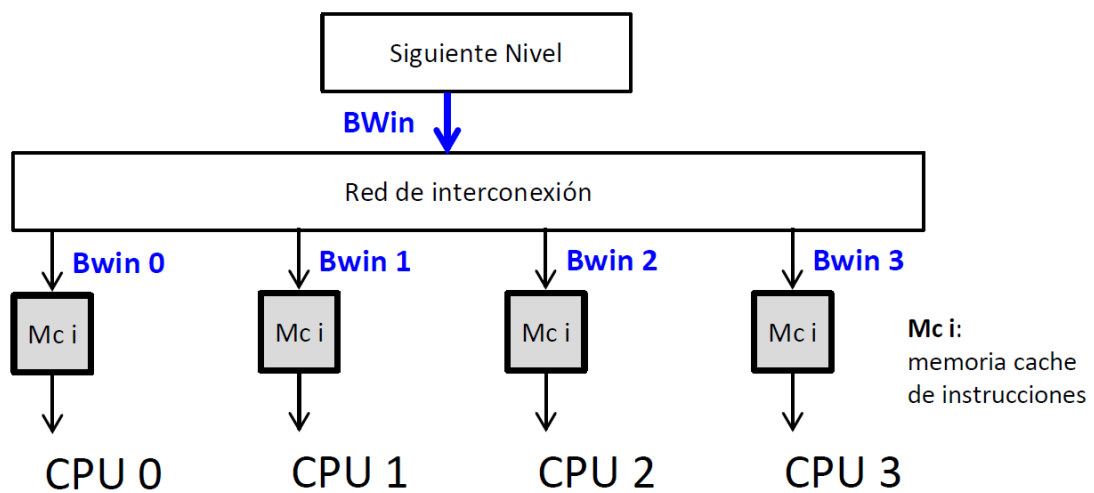 Siguiente Nivel
BWin
Red de interconexión
Bwin 0
Bwin 1
Bwin 2
Bwin 3
Mc i
Mc i
Mc i
Mc i
Mc i:
memoria cache
de instrucciones
CPU 0
CPU 1
CPU 2
CPU 3